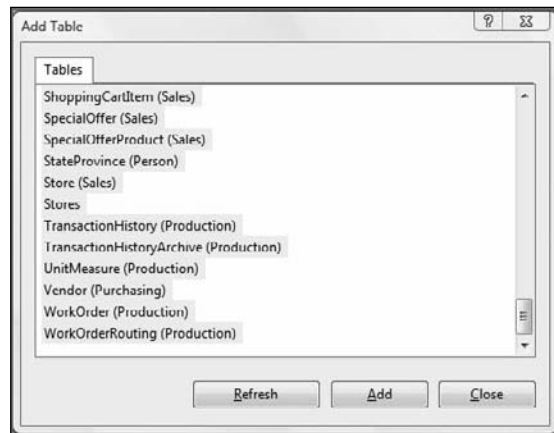 Add Table
Tables
ShoppingCartItem (Sales)
SpecialOffer (Sales)
SpecialOfferProduct (Sales)
StateProvince (Person)
Store (Sales)
Stores
TransactionHistory (Production)
TransactionHistoryArchive (Production)
UnitMeasure (Production)
Vendor (Purchasing)
WorkOrder (Production)
WorkOrderRouting (Production)
Refresh Add Close